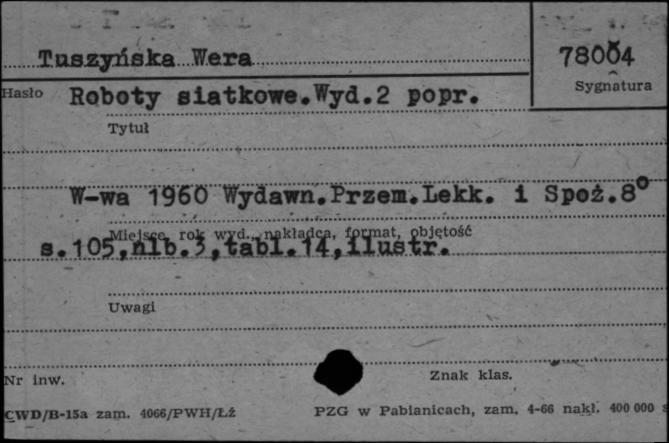 Tuszyńska Wera
78004
Hasło
Sygnatura
Roboty siatkowe.Wyd.2 popr.
Tytuł
W-wa 1960 Wydawn.Przem.Lekk. i Spoż.8°
Miejsce, rok wyd., nakładca, format, objętość
s.105,nlb.3,tabl.14,ilustr.
Uwagi
Nr inw.
Znak klas.
CWD/B-15a zam. 4066/PWH/Łż
PZG w Pabianicach, zam. 4-66 nakł. 400 000 s